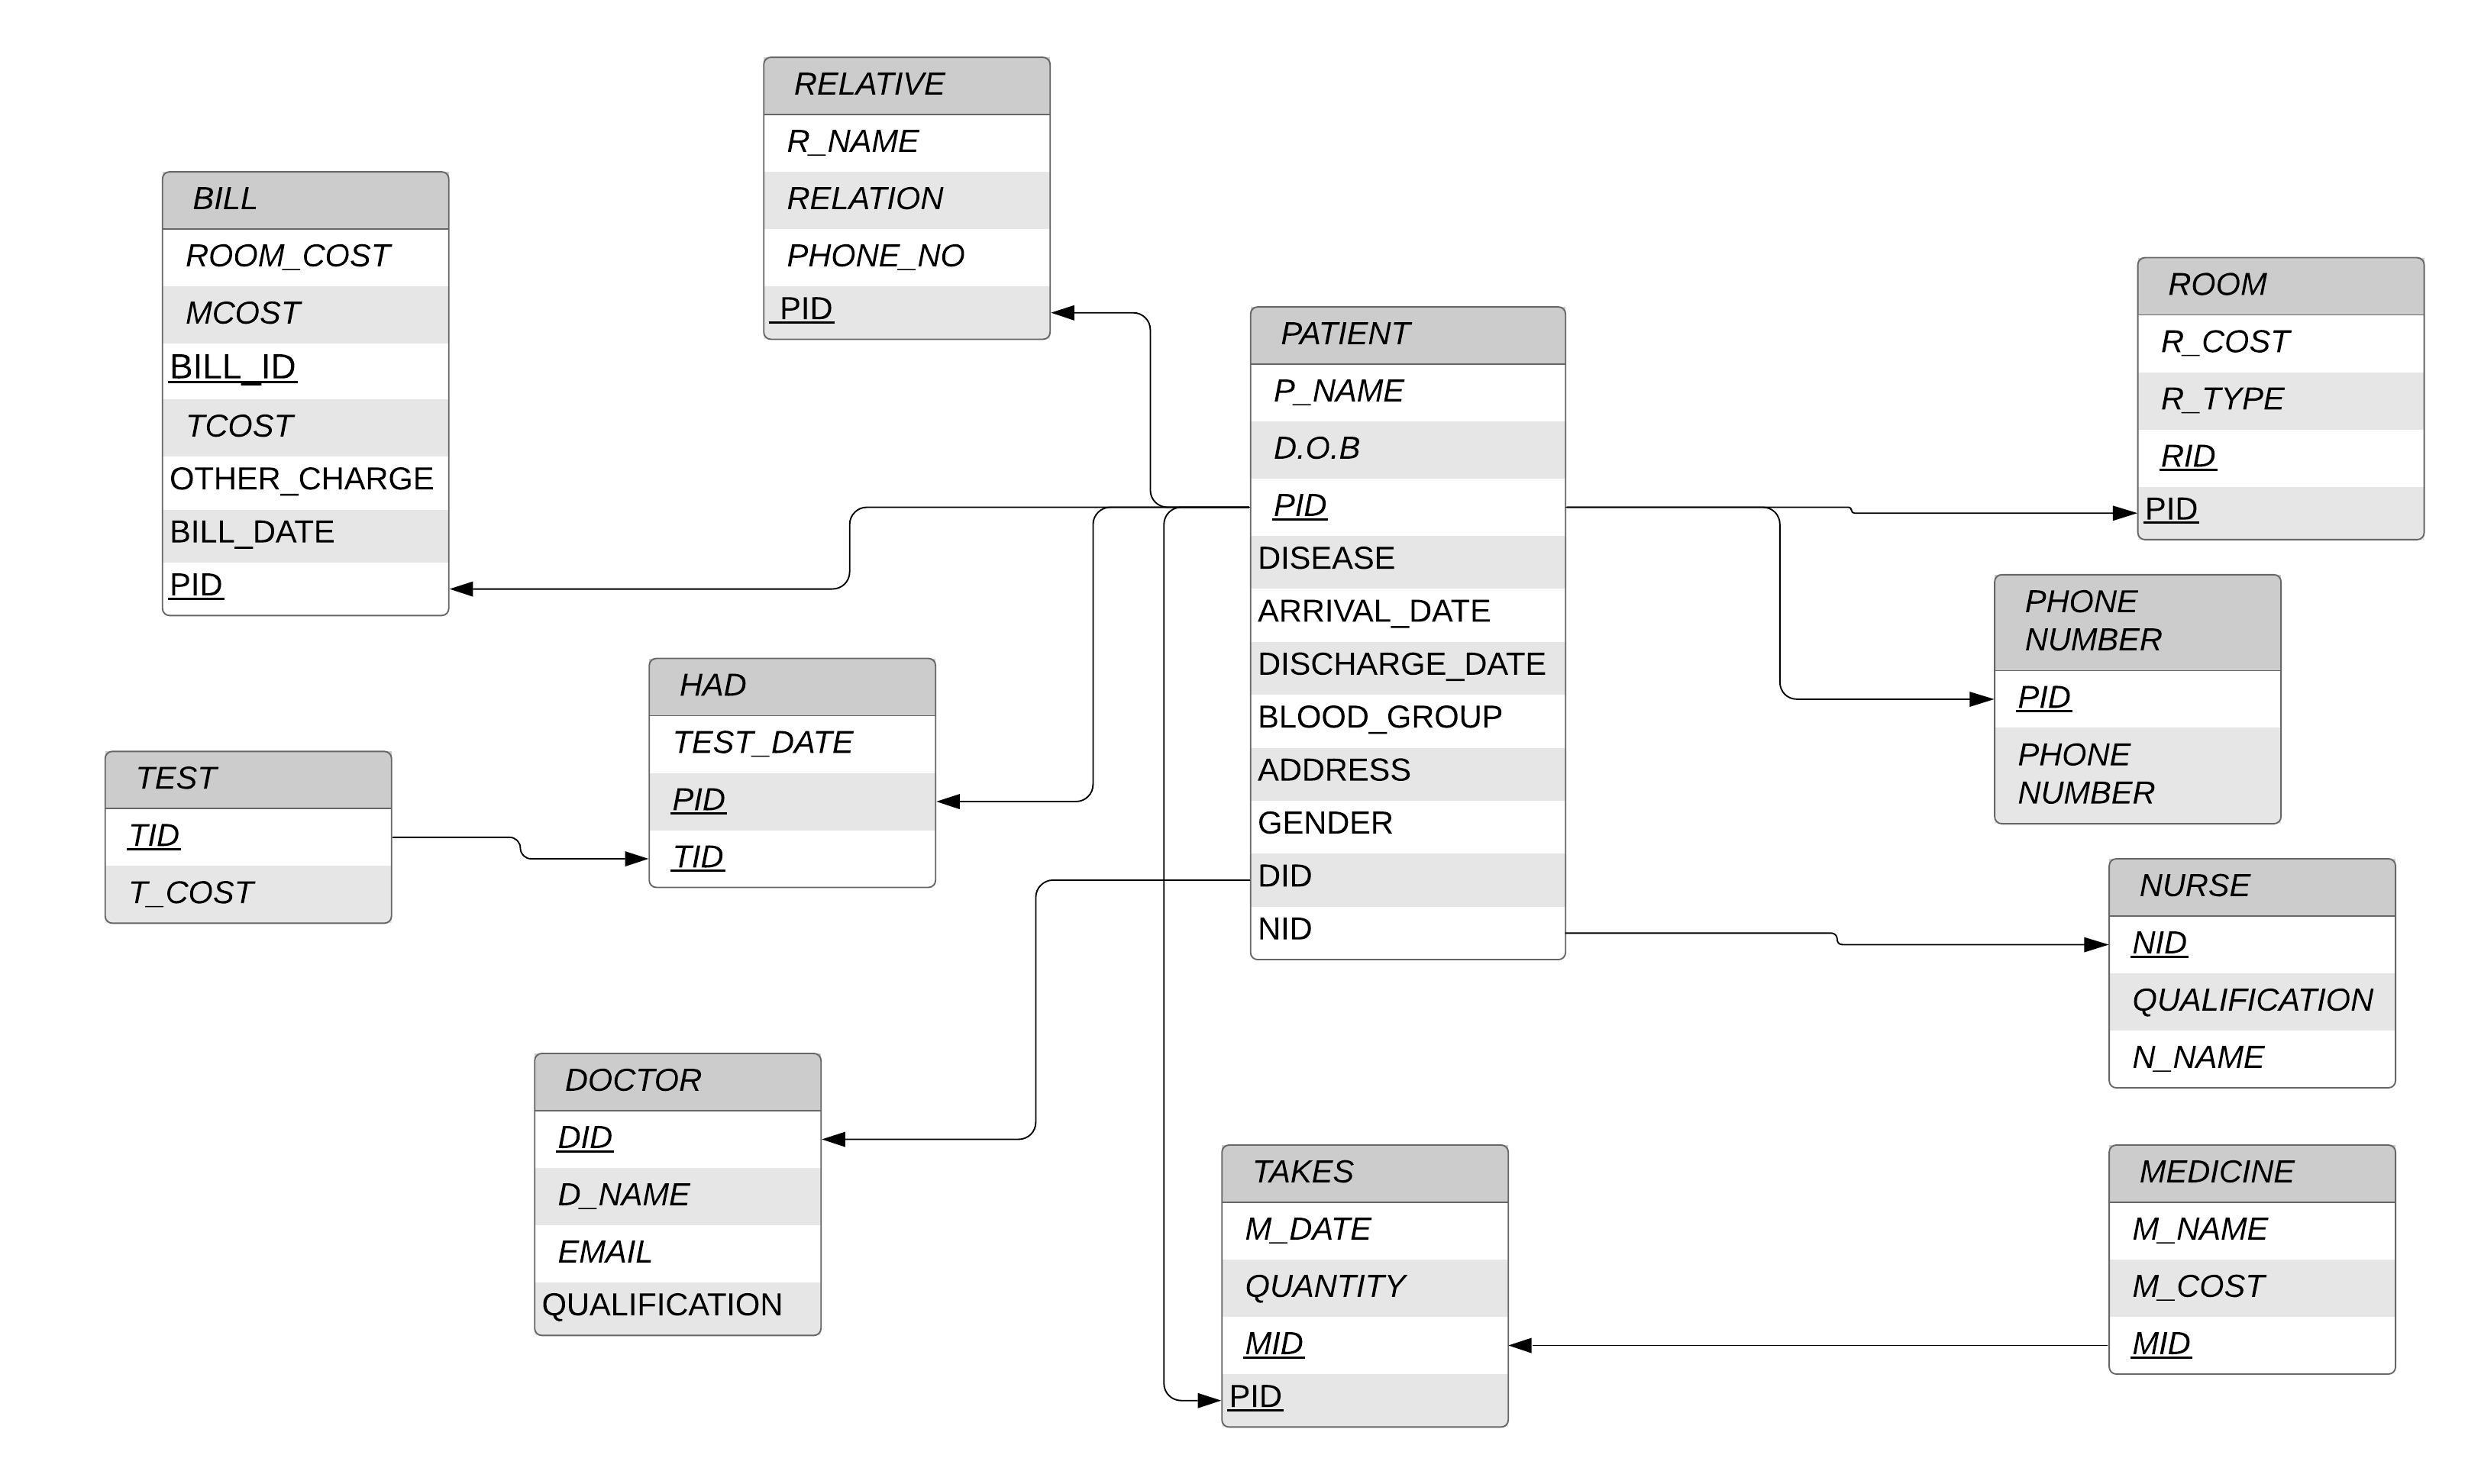 RELATIVE
R_NAME
RELATION
PHONE_NO
PID
BILL
ROOM_COST
MCOST
BILL_ID
TCOST
OTHER_CHARGE
BILL_DATE
PID
PATIENT
P_NAME
D.O.B
PID
DISEASE
ARRIVAL_DATE
DISCHARGE_DATE
BLOOD_GROUP
ADDRESS
GENDER
DID
NID
ROOM
R_COST
R_TYPE
RID
PID
PHONE
NUMBER
PID
PHONE
NUMBER
HAD
TEST_DATE
PID
TID
TEST
TID
T_COST
NURSE
NID
QUALIFICATION
N_NAME
DOCTOR
DID
D_NAME
EMAIL
QUALIFICATION
TAKES
M_DATE
QUANTITY
MID
PID
MEDICINE
M_NAME
M_COST
MID